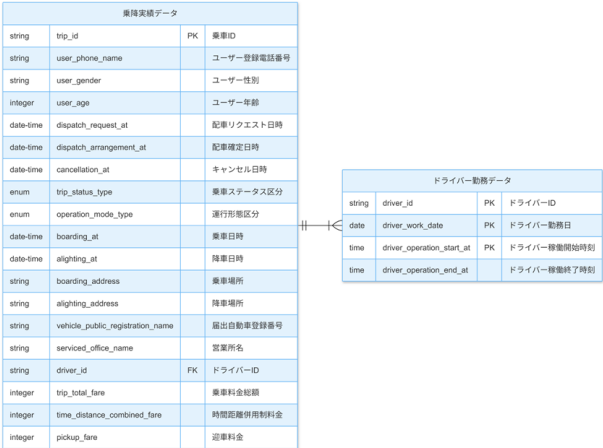 乗降実績データ
string trip_id PK 乗車ID
string user_phone_name ユーザー登録電話番号
string user_gender ユーザー性別
integer user_age ユーザー年齢
date-time dispatch_request_at 配車リクエスト日時
date-time dispatch_arrangement_at 配車確定日時
date-time cancellation_at キャンセル日時
enum trip_status_type 乗車ステータス区分
enum operation_mode_type 運行形態区分
date-time boarding_at 乗車日時
date-time alighting_at 降車日時
string boarding_address 乗車場所
string alighting_address 降車場所
string vehicle_public_registration_name 届出自動車登録番号
string serviced_office_name 営業所名
string driver_id FK ドライバーID
integer trip_total_fare 乗車料金総額
integer time_distance_combined_fare 時間距離併用制料金
integer pickup_fare 迎車料金
ドライバー勤務データ
string driver_id PK ドライバーID
date driver_work_date PK ドライバー勤務日
time driver_operation_start_at PK ドライバー稼働開始時刻
time driver_operation_end_at ドライバー稼働終了時刻